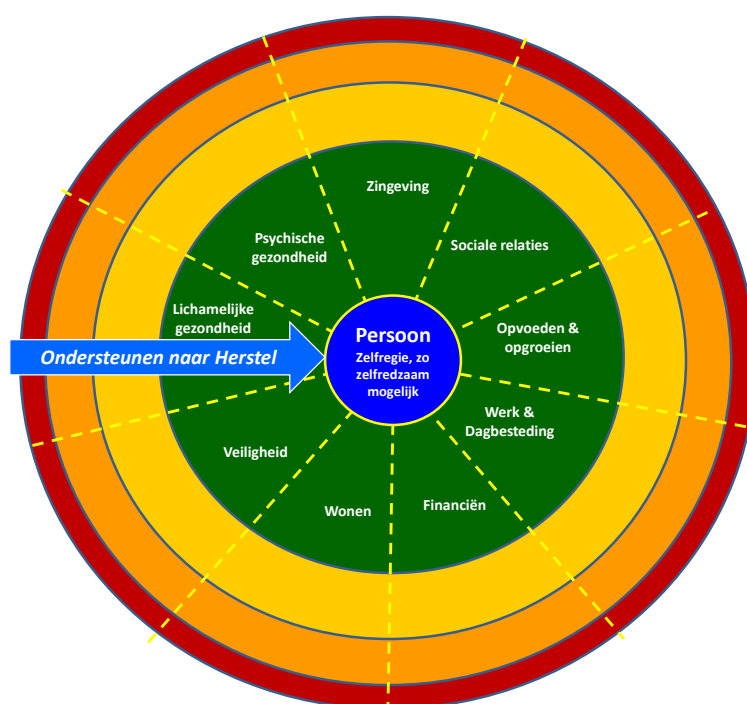 Zingeving
Psychische
gezondheid
Sociale relaties
Lichamelijke
gezondheid
Opvoeden &
opgroeien
Persoon
Zelfregie, zo
zelfredzaam
mogelijk
Ondersteunen naar Herstel
Werk &
Dagbesteding
Veiligheid
Wonen
Financiën